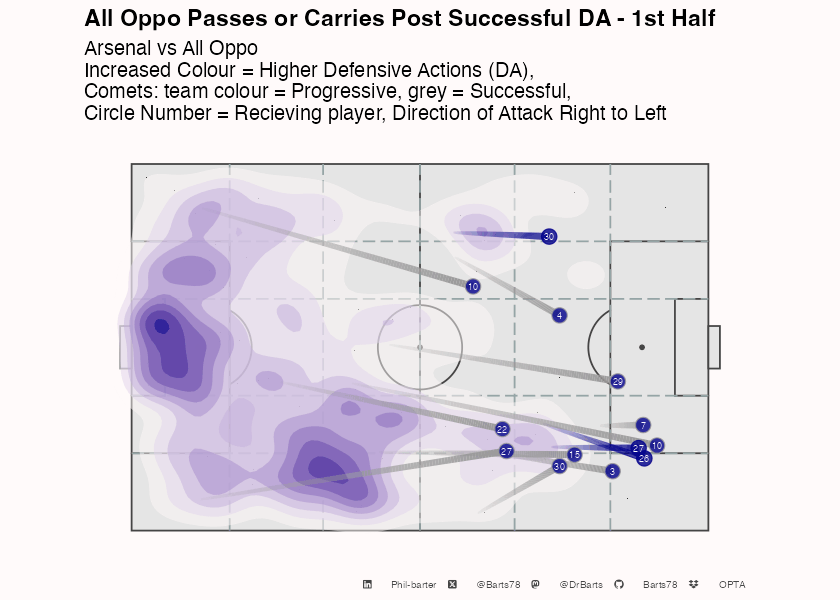 All Oppo Passes or Carries Post Successful DA - 1st Half
Arsenal vs All Oppo
Increased Colour = Higher Defensive Actions (DA),
Comets: team colour = Progressive, grey = Successful,
Circle Number = Recieving player, Direction of Attack Right to Left
30
10
4
29
7
22
10
27
27
15
26
30
3
Phil-barter @Barts78 @DrBarts Barts78 OPTA